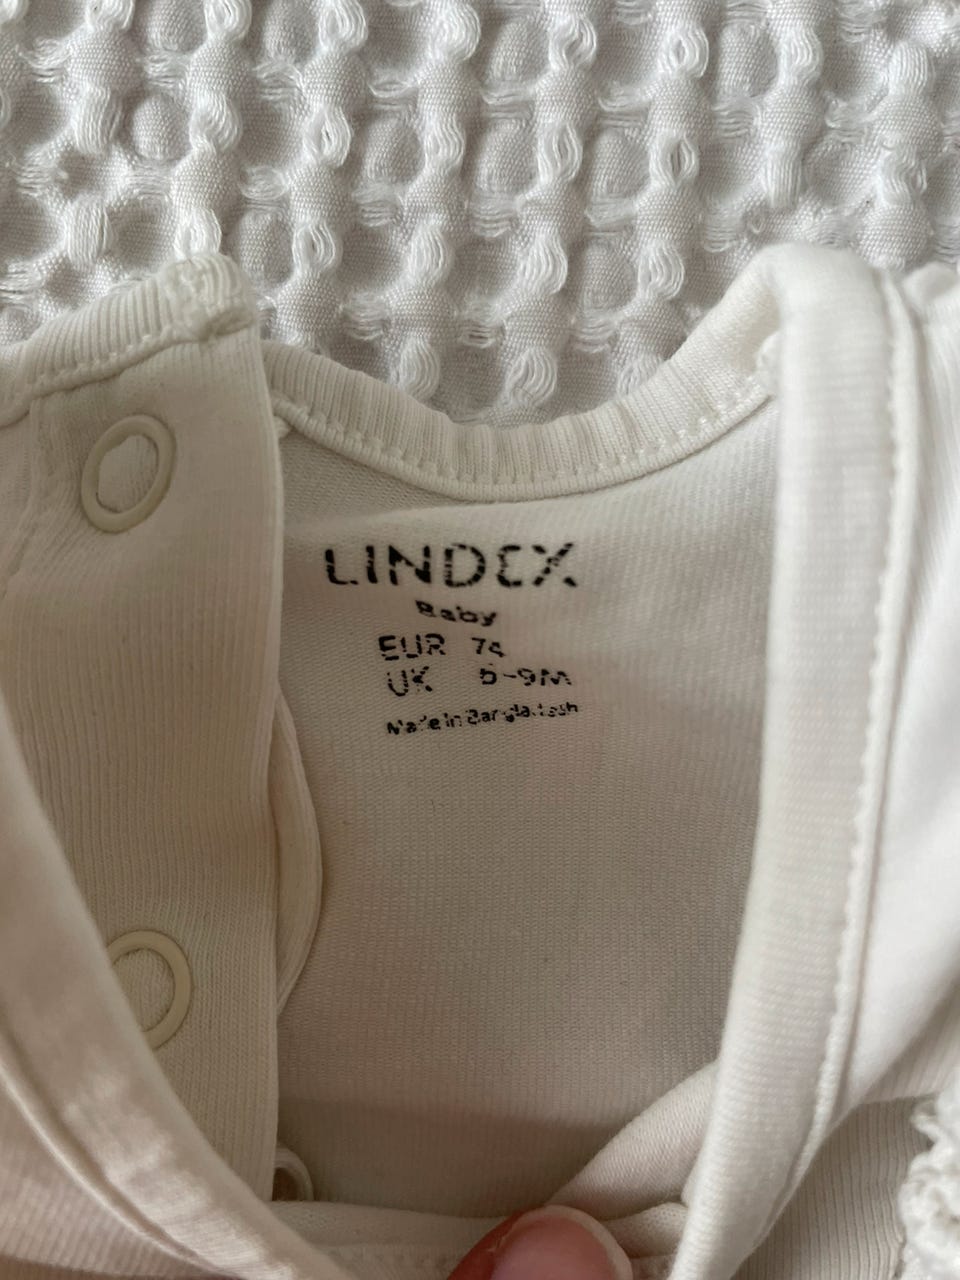 LINDEX
Baby
EUR 74
UK 6-9M
Made in Bangladesh